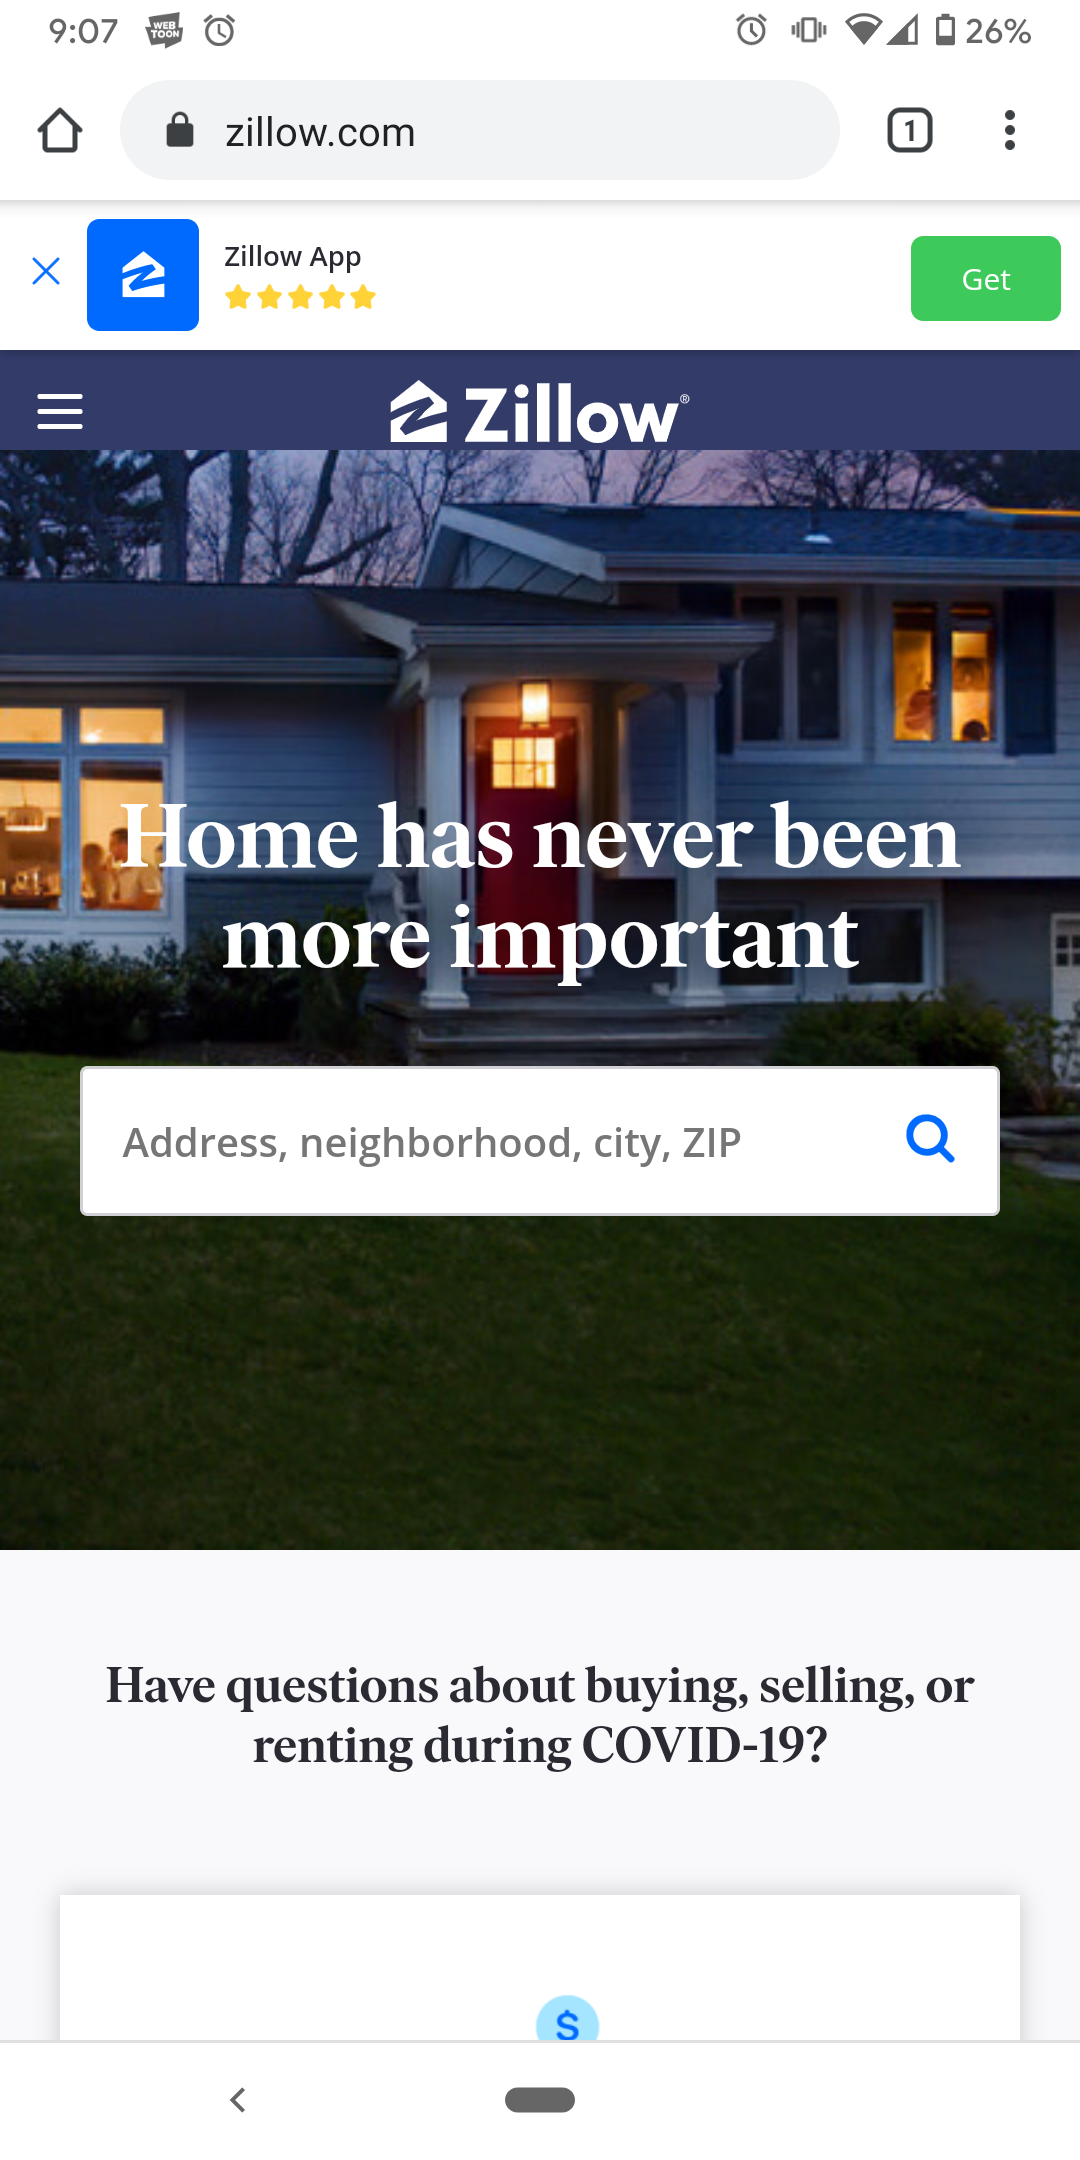 9:07 WEB TOON 26%
zillow.com 1
Zillow App
Get
Zillow®
Home has never been
more important
Address, neighborhood, city, ZIP
Have questions about buying, selling, or
renting during COVID-19?
$